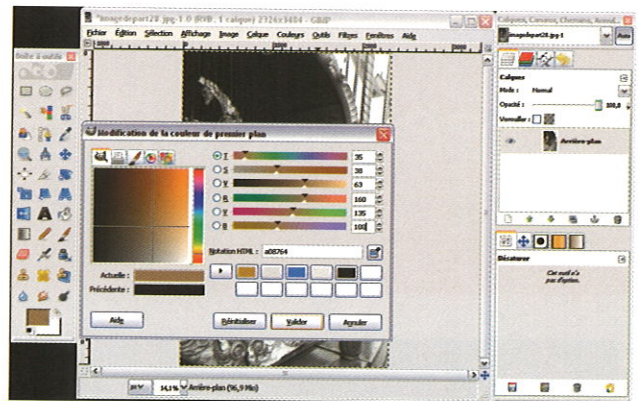 *imagedepart28.jpg-1.0 (RVB, 1 calque) 2326x3484 - GIMP
Fichier Édition Sélection Affichage Image Calque Couleurs Outils Filtres Fenêtres Aide
Boîte à outils
Modification de la couleur de premier plan
T 35
S 38
V 63
R 160
V 135
B 100
Notation HTML : a08764
Actuelle :
Précédente :
Aide Réinitialiser Valider Annuler
px 14,1% Arrière-plan (96,9 Mio)
Calques, Canaux, Chemins, Annul...
imagedepart28.jpg-1 Auto
Calques
Mode : Normal
Opacité : 100,0
Verrouiller :
Arrière-plan
Désaturer
Cet outil n'a
pas d'option.